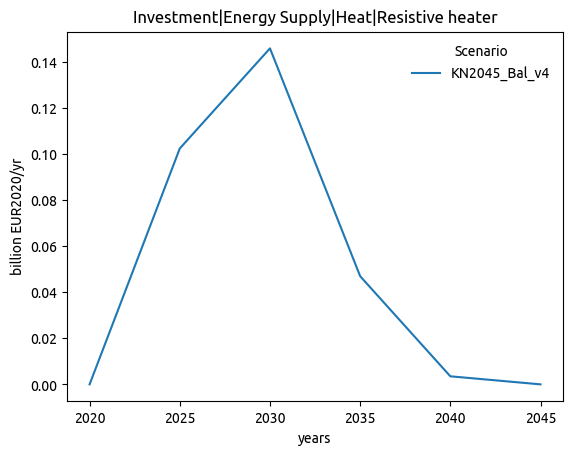 Investment|Energy Supply|Heat|Resistive heater
Scenario
KN2045_Bal_v4
billion EUR2020/yr
0.14
0.12
0.10
0.08
0.06
0.04
0.02
0.00
2020 2025 2030 2035 2040 2045
years